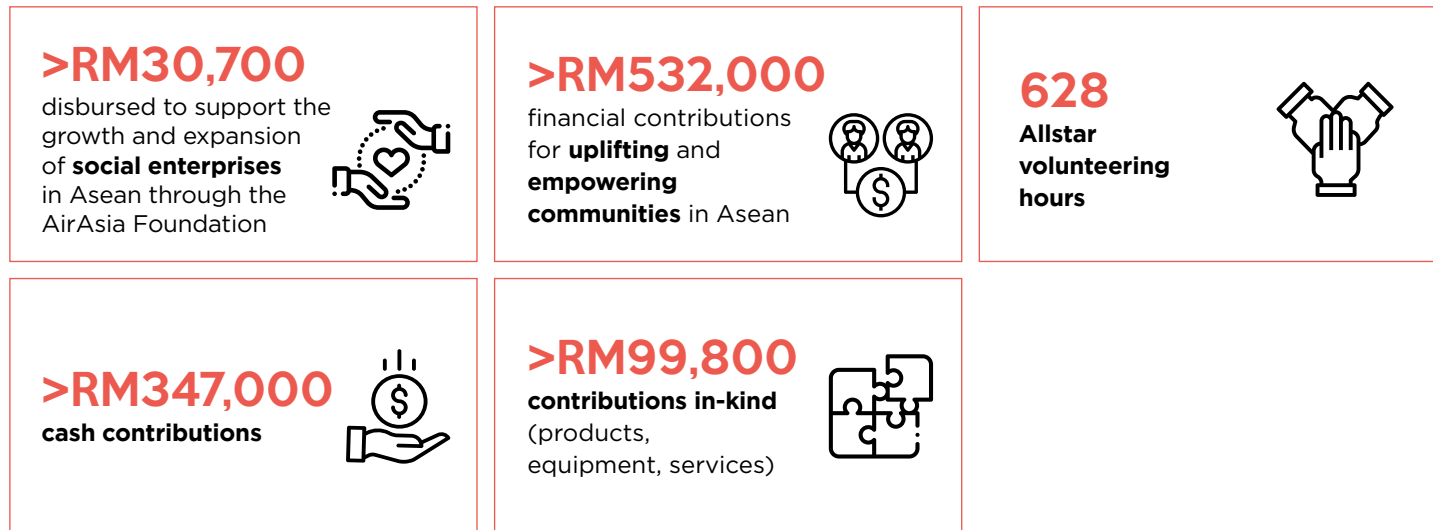 >RM30,700
disbursed to support the
growth and expansion
of social enterprises
in Asean through the
AirAsia Foundation
>RM532,000
financial contributions
for uplifting and
empowering
communities in Asean
$
628
Allstar
volunteering
hours
>RM347,000
cash contributions
$
>RM99,800
contributions in-kind
(products,
equipment, services)